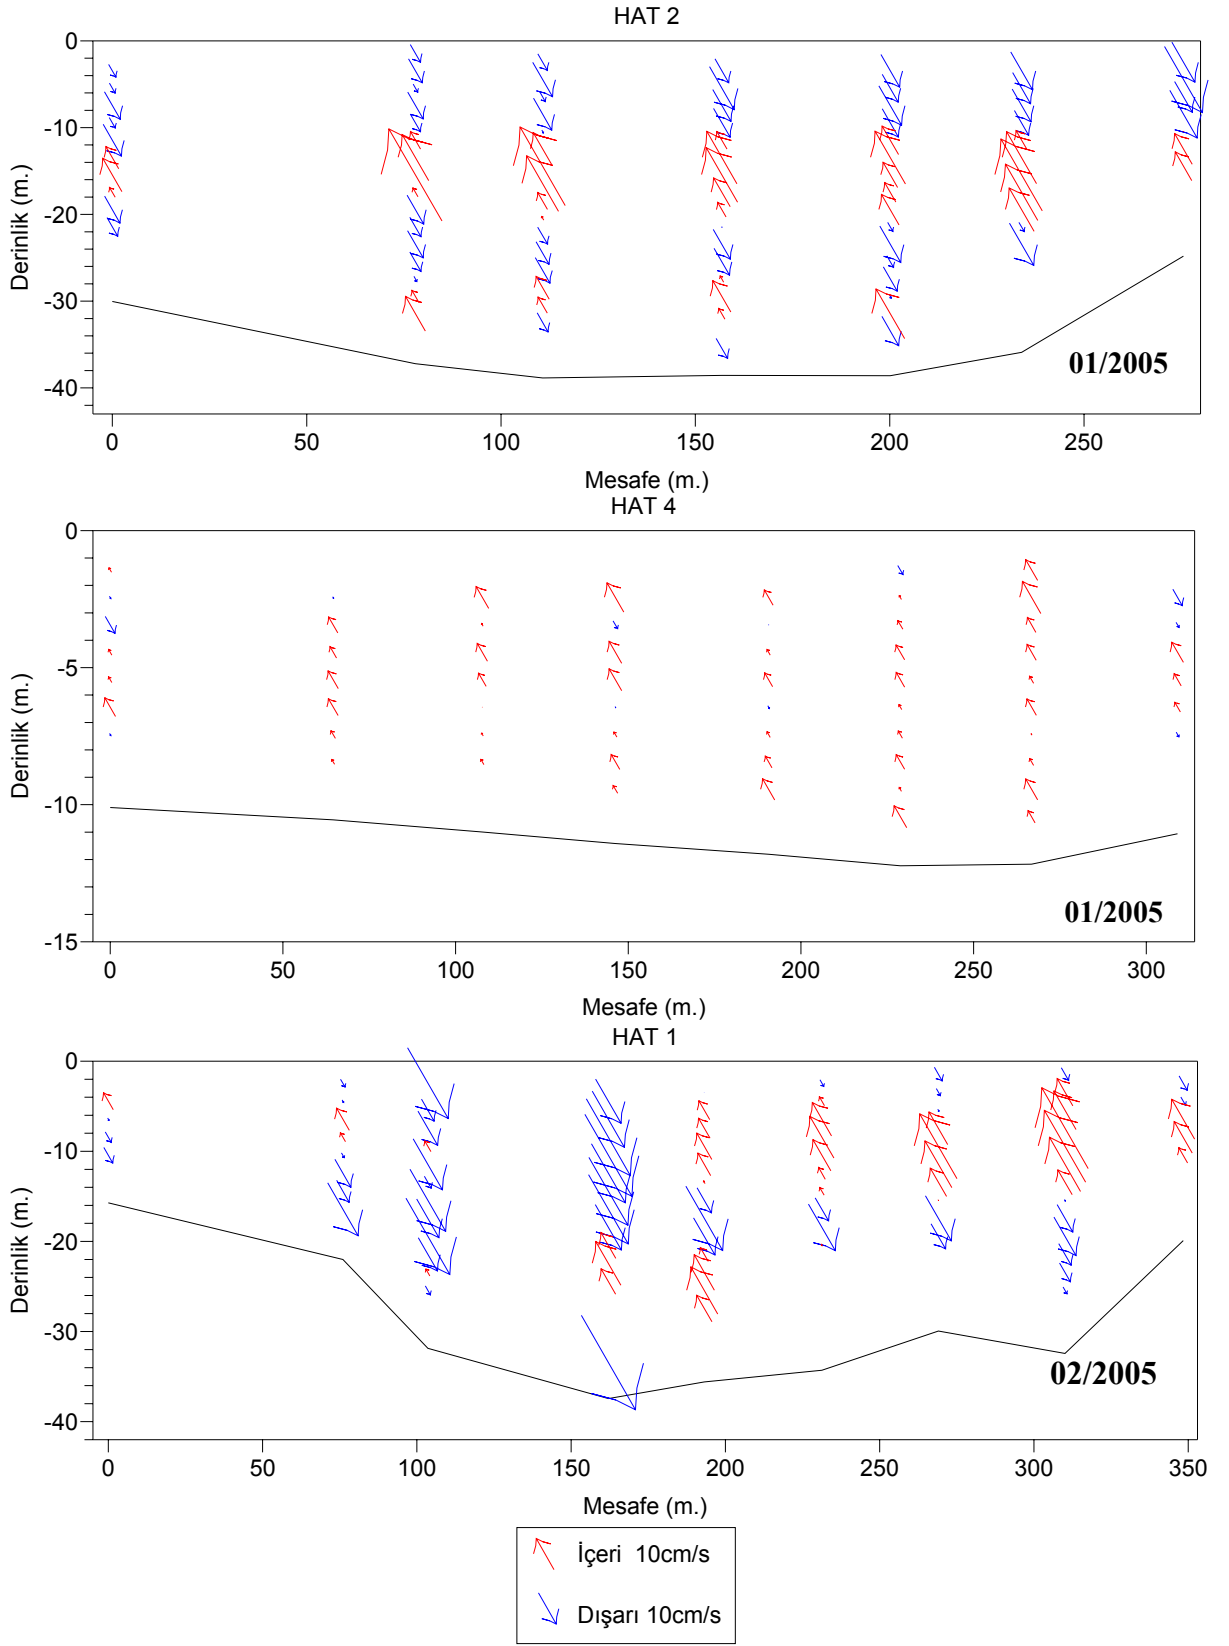 HAT 2
0
-10
-20
-30
-40
Derinlik (m.)
01/2005
0 50 100 150 200 250
Mesafe (m.)
HAT 4
0
-5
-10
-15
Derinlik (m.)
01/2005
0 50 100 150 200 250 300
Mesafe (m.)
HAT 1
0
-10
-20
-30
-40
Derinlik (m.)
02/2005
0 50 100 150 200 250 300 350
Mesafe (m.)
İçeri 10cm/s
Dışarı 10cm/s